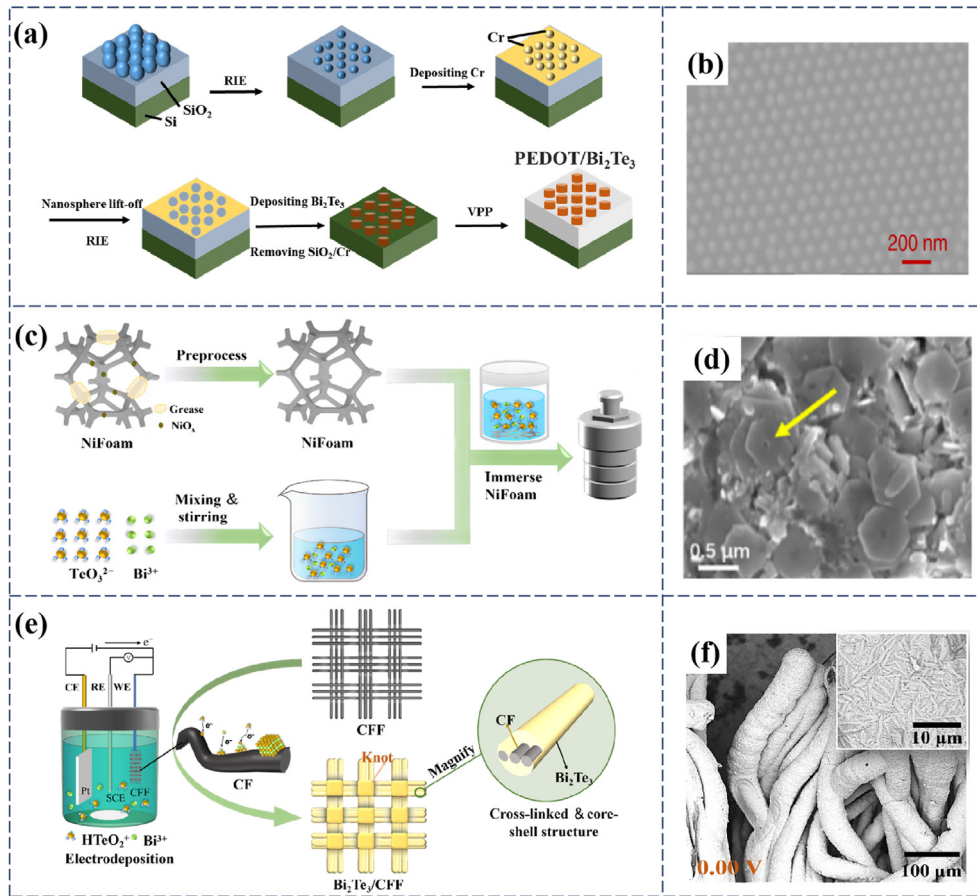 (a)
Cr
RIE
Depositing Cr
SiO₂
Si
PEDOT/Bi₂Te₃
Nanosphere lift-off
RIE
Depositing Bi₂Te₃
Removing SiO₂/Cr
VPP
(b)
200 nm
(c)
Preprocess
Grease
NiOₓ
NiFoam
NiFoam
Immerse
NiFoam
Mixing &
stirring
TeO₃²⁻
Bi³⁺
(d)
0.5 μm
(e)
e⁻
V
CE
RE
WE
e⁻
e⁻
e⁻
Pt
SCE
CFF
CF
HTeO₂⁺
Bi³⁺
Electrodeposition
CFF
Knot
Bi₂Te₃/CFF
Magnify
CF
Bi₂Te₃
Cross-linked & core-
shell structure
(f)
10 μm
0.00 V
100 μm